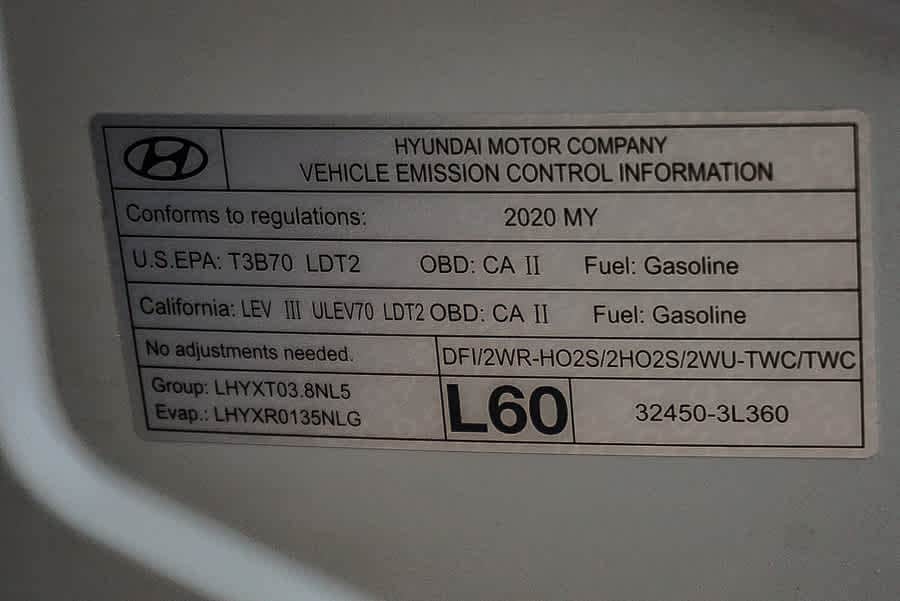 HYUNDAI MOTOR COMPANY
VEHICLE EMISSION CONTROL INFORMATION
Conforms to regulations: 2020 MY
U.S.EPA: T3B70 LDT2 OBD: CA II Fuel: Gasoline
California: LEV III ULEV70 LDT2 OBD: CA II Fuel: Gasoline
No adjustments needed. DFI/2WR-HO2S/2HO2S/2WU-TWC/TWC
Group: LHYXT03.8NL5
Evap.: LHYXR0135NLG
L60 32450-3L360